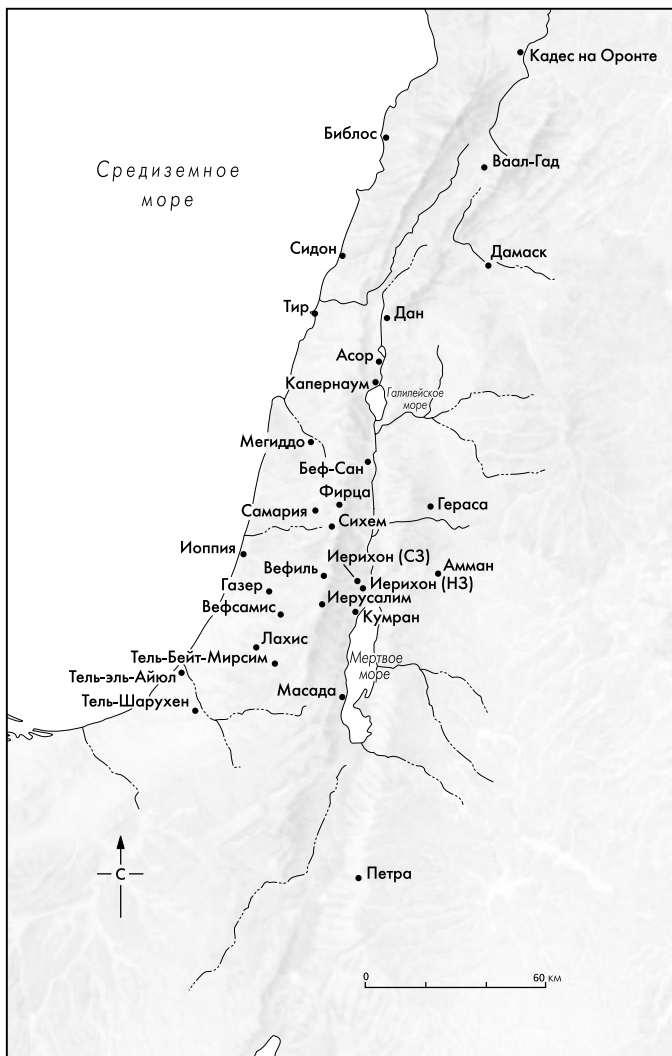 Кадес на Оронте
Библос
Ваал-Гад
Средиземное
море
Сидон
Дамаск
Тир
Дан
Асор
Капернаум
Галилейское
море
Мегиддо
Беф-Сан
Фирца
Самария
Гераса
Сихем
Иоппия
Иерихон (СЗ)
Амман
Вефиль
Иерихон (НЗ)
Газер
Иерусалим
Вефсамис
Кумран
Лахис
Тель-Бейт-Мирсим
Мертвое
море
Тель-эль-Айюл
Масада
Тель-Шарухен
С
Петра
0 60 км